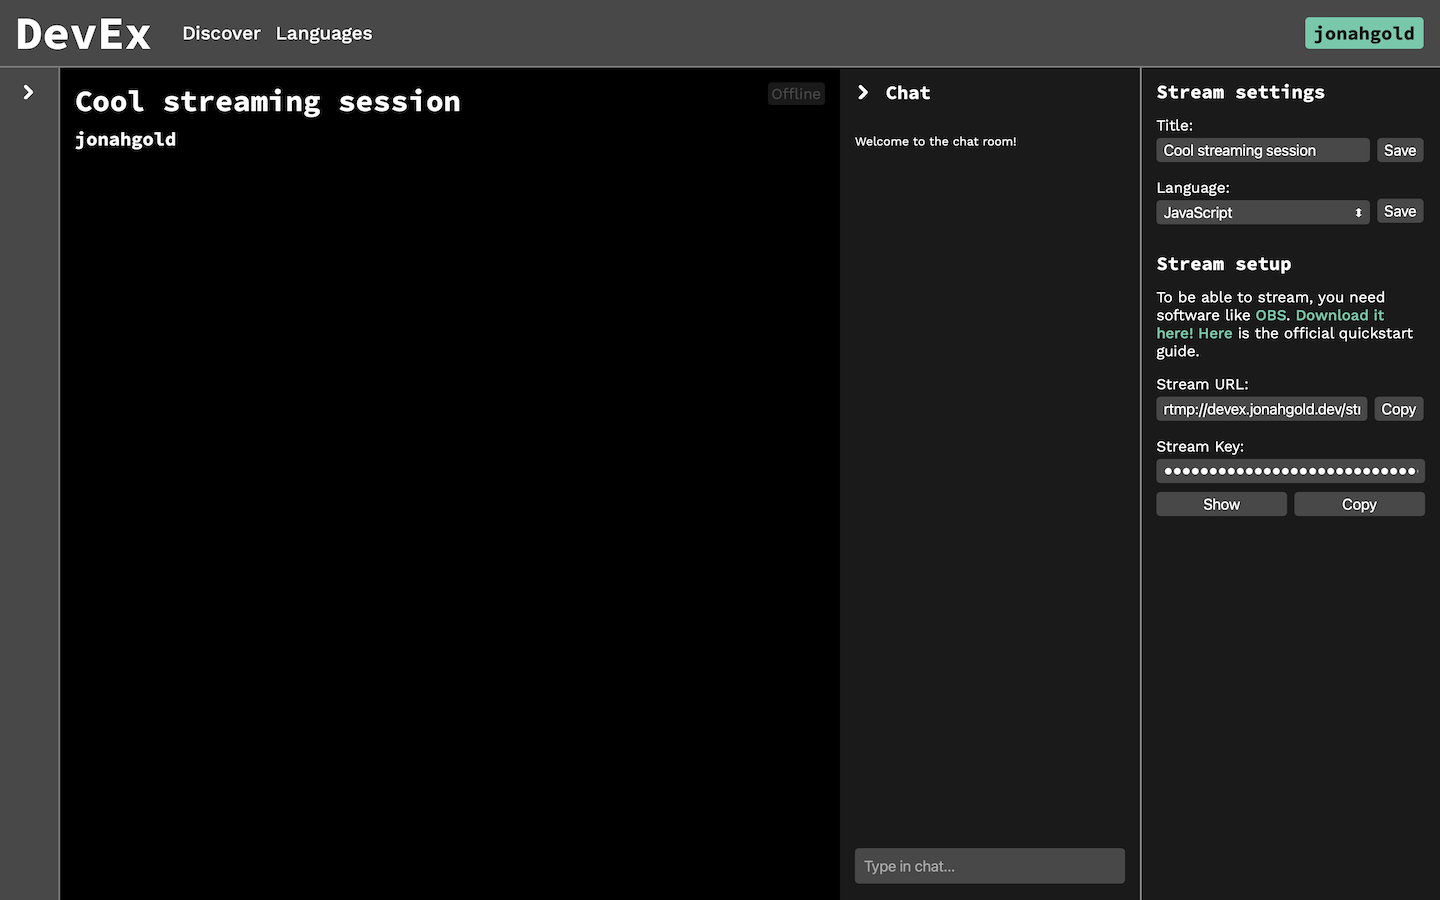 DevEx
Discover
Languages
jonahgold
Cool streaming session
Offline
jonahgold
Chat
Welcome to the chat room!
Type in chat...
Stream settings
Title:
Cool streaming session
Save
Language:
JavaScript
Save
Stream setup
To be able to stream, you need
software like OBS. Download it
here! Here is the official quickstart
guide.
Stream URL:
rtmp://devex.jonahgold.dev/str
Copy
Stream Key:
Show
Copy